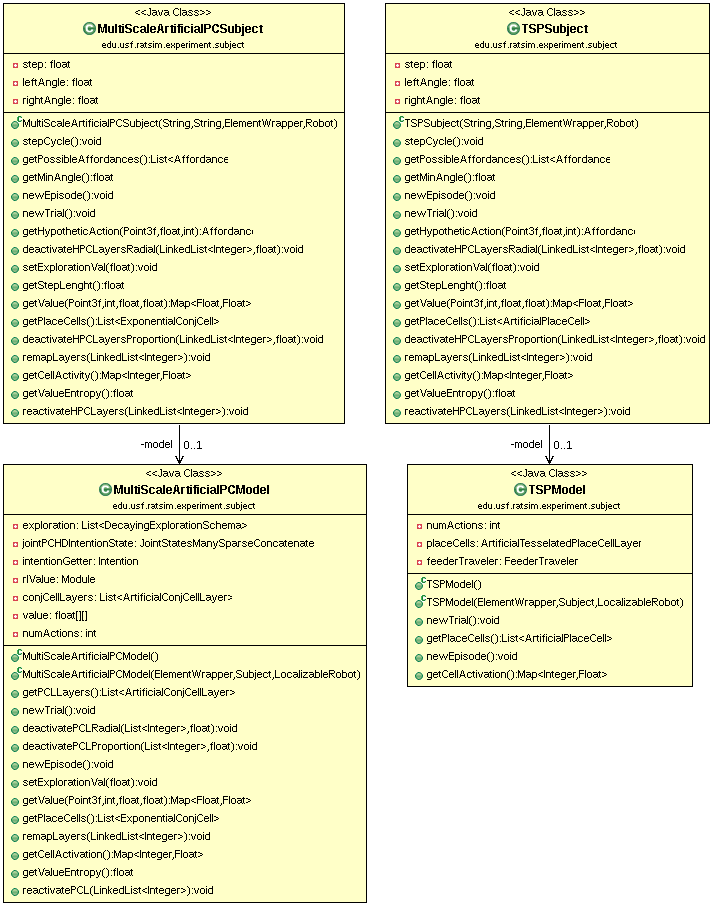 <<Java Class>>
MultiScaleArtificialPCSubject
edu.usf.ratsim.experiment.subject
step: float
leftAngle: float
rightAngle: float
MultiScaleArtificialPCSubject(String,String,ElementWrapper,Robot)
stepCycle():void
getPossibleAffordances():List<Affordance
getMinAngle():float
newEpisode():void
newTrial():void
getHypotheticAction(Point3f,float,int):Affordanc
deactivateHPCLayersRadial(LinkedList<Integer>,float):void
setExplorationVal(float):void
getStepLenght():float
getValue(Point3f,int,float,float):Map<Float,Float>
getPlaceCells():List<ExponentialConjCell>
deactivateHPCLayersProportion(LinkedList<Integer>,float):void
remapLayers(LinkedList<Integer>):void
getCellActivity():Map<Integer,Float>
getValueEntropy():float
reactivateHPCLayers(LinkedList<Integer>):void
<<Java Class>>
TSPSubject
edu.usf.ratsim.experiment.subject
step: float
leftAngle: float
rightAngle: float
TSPSubject(String,String,ElementWrapper,Robot)
stepCycle():void
getPossibleAffordances():List<Affordance
getMinAngle():float
newEpisode():void
newTrial():void
getHypotheticAction(Point3f,float,int):Affordanc
deactivateHPCLayersRadial(LinkedList<Integer>,float):void
setExplorationVal(float):void
getStepLenght():float
getValue(Point3f,int,float,float):Map<Float,Float>
getPlaceCells():List<ArtificialPlaceCell>
deactivateHPCLayersProportion(LinkedList<Integer>,float):void
remapLayers(LinkedList<Integer>):void
getCellActivity():Map<Integer,Float>
getValueEntropy():float
reactivateHPCLayers(LinkedList<Integer>):void
-model 0..1
-model 0..1
<<Java Class>>
MultiScaleArtificialPCModel
edu.usf.ratsim.experiment.subject
exploration: List<DecayingExplorationSchema>
jointPCHDIntentionState: JointStatesManySparseConcatenate
intentionGetter: Intention
rlValue: Module
conjCellLayers: List<ArtificialConjCellLayer>
value: float[][]
numActions: int
MultiScaleArtificialPCModel()
MultiScaleArtificialPCModel(ElementWrapper,Subject,LocalizableRobot)
getPCLLayers():List<ArtificialConjCellLayer>
newTrial():void
deactivatePCLRadial(List<Integer>,float):void
deactivatePCLProportion(List<Integer>,float):void
newEpisode():void
setExplorationVal(float):void
getValue(Point3f,int,float,float):Map<Float,Float>
getPlaceCells():List<ExponentialConjCell>
remapLayers(LinkedList<Integer>):void
getCellActivation():Map<Integer,Float>
getValueEntropy():float
reactivatePCL(LinkedList<Integer>):void
<<Java Class>>
TSPModel
edu.usf.ratsim.experiment.subject
numActions: int
placeCells: ArtificialTesselatedPlaceCellLayer
feederTraveler: FeederTraveler
TSPModel()
TSPModel(ElementWrapper,Subject,LocalizableRobot)
newTrial():void
getPlaceCells():List<ArtificialPlaceCell>
newEpisode():void
getCellActivation():Map<Integer,Float>